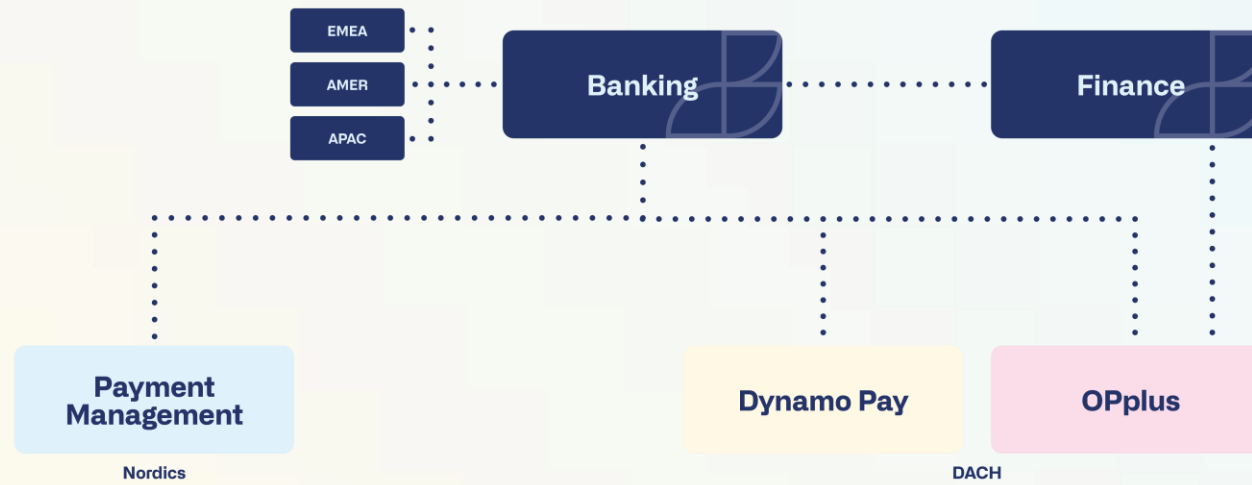 EMEA
AMER
APAC
Banking
Finance
Payment
Management
Dynamo Pay
OPplus
Nordics
DACH